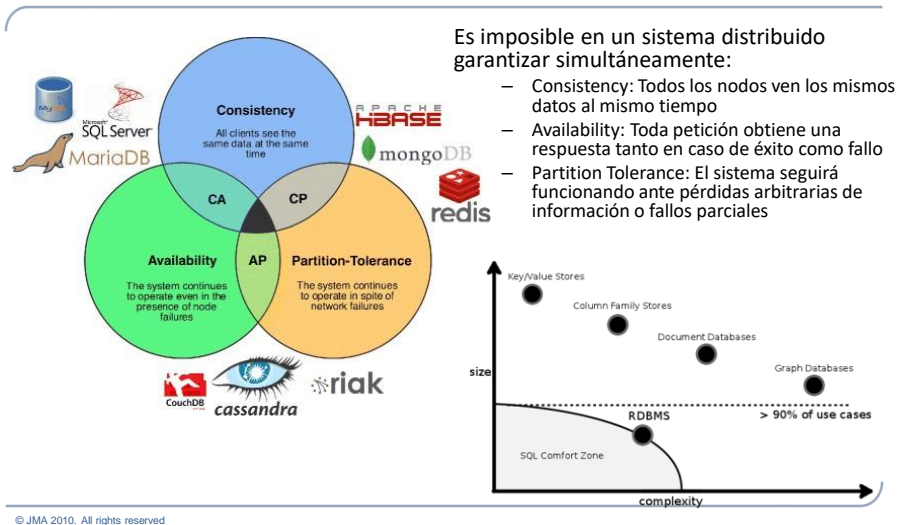 Es imposible en un sistema distribuido
garantizar simultáneamente:
– Consistency: Todos los nodos ven los mismos
datos al mismo tiempo
– Availability: Toda petición obtiene una
respuesta tanto en caso de éxito como fallo
– Partition Tolerance: El sistema seguirá
funcionando ante pérdidas arbitrarias de
información o fallos parciales
MySQL
Microsoft
SQL Server
MariaDB
Consistency
All clients see the
same data at the same
time
APACHE
HBASE
mongoDB
redis
CA
CP
AP
Availability
The system continues
to operate even in the
presence of node
failures
Partition-Tolerance
The system continues
to operate in spite of
network failures
CouchDB
cassandra
riak
Key/Value Stores
Column Family Stores
Document Databases
Graph Databases
size
> 90% of use cases
RDBMS
SQL Comfort Zone
complexity
© JMA 2010. All rights reserved